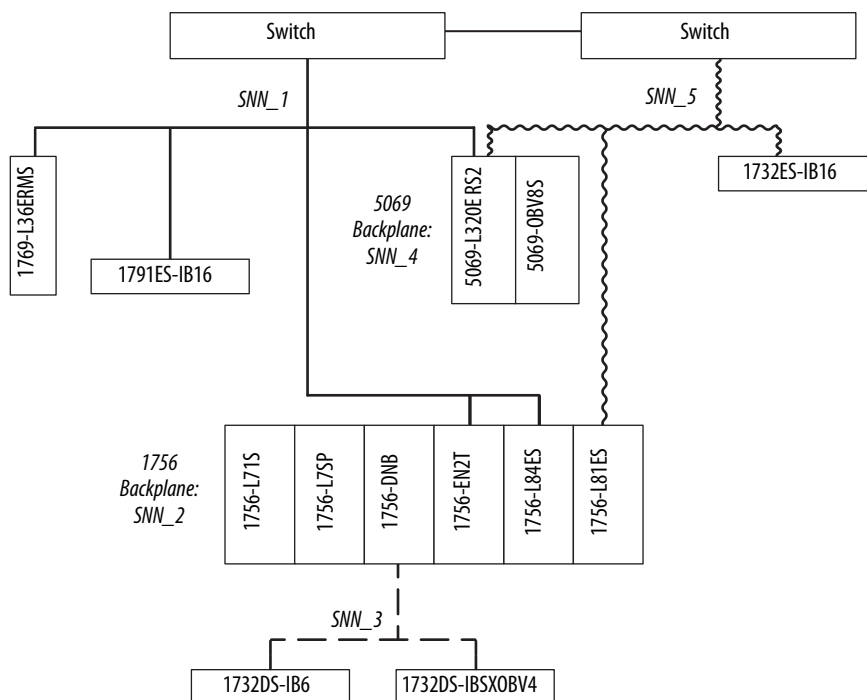 Switch
Switch
SNN_1
SNN_5
1769-L36ERMS
1791ES-IB16
5069
Backplane:
SNN_4
5069-L320E RS2
5069-OBV8S
1732ES-IB16
1756
Backplane:
SNN_2
1756-L71S
1756-L7SP
1756-DNB
1756-EN2T
1756-L84ES
1756-L81ES
SNN_3
1732DS-IB6
1732DS-IBSXOBV4